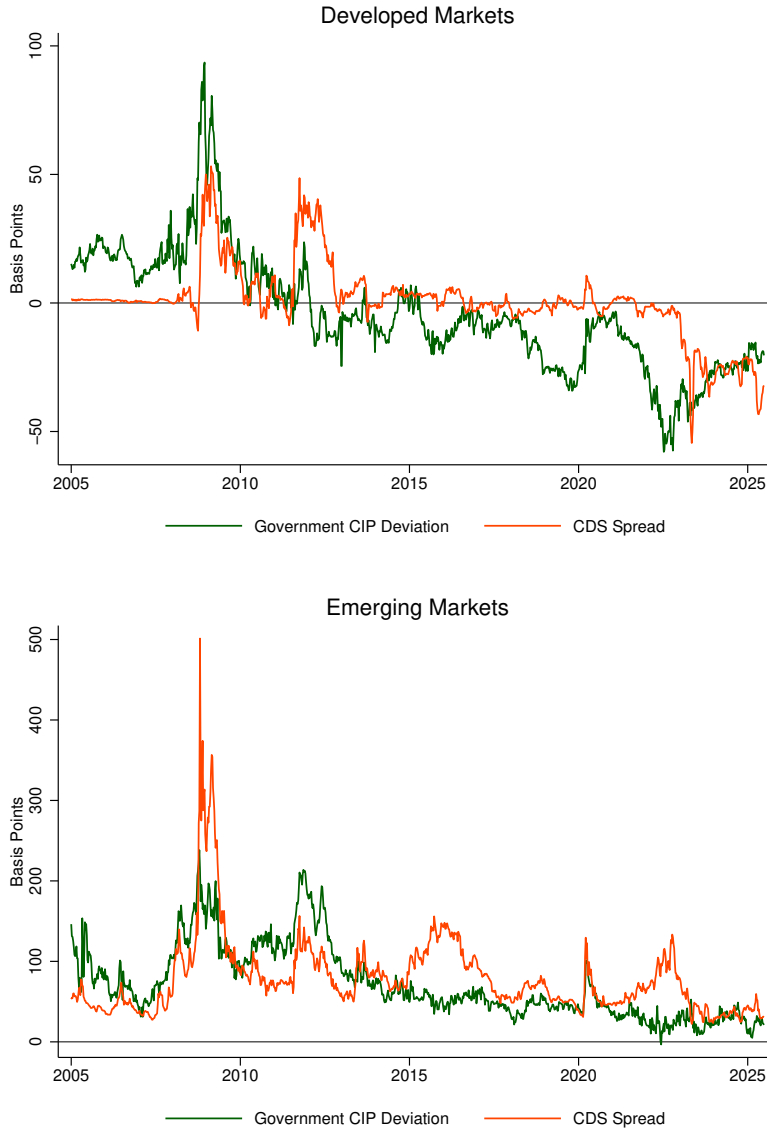 Developed Markets
100
50
0
−50
Basis Points
2005 2010 2015 2020 2025
Government CIP Deviation CDS Spread
Emerging Markets
500
400
300
200
100
0
Basis Points
2005 2010 2015 2020 2025
Government CIP Deviation CDS Spread